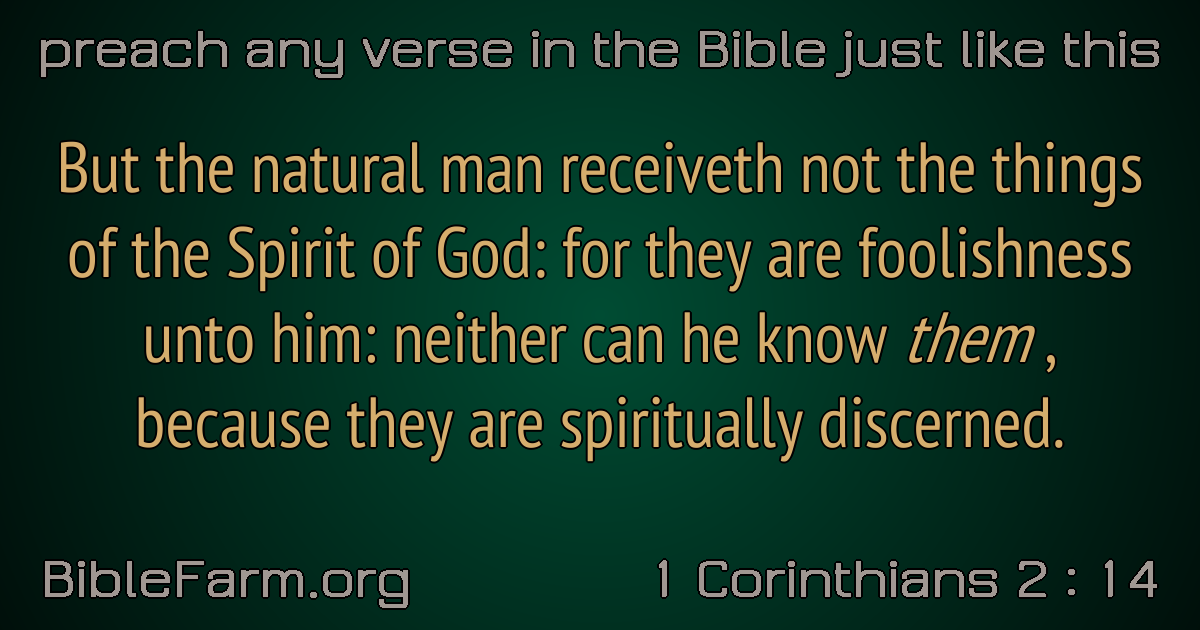 preach any verse in the Bible just like this
But the natural man receiveth not the things
of the Spirit of God: for they are foolishness
unto him: neither can he know them ,
because they are spiritually discerned.
BibleFarm.org
1 Corinthians 2 : 14